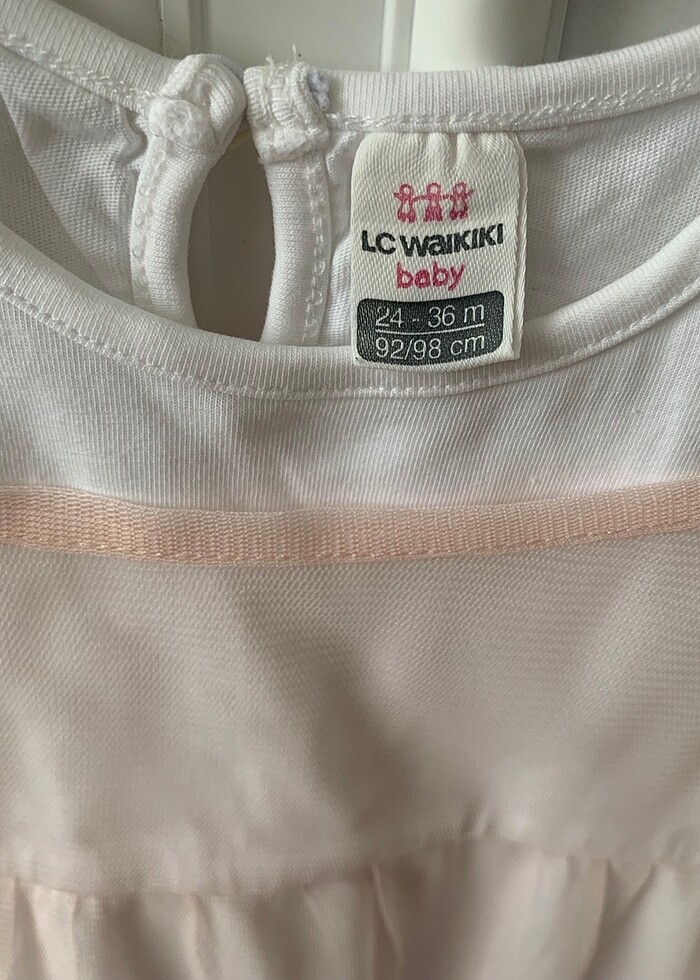 LC WAIKIKI
baby
24 - 36 m
92/98 cm